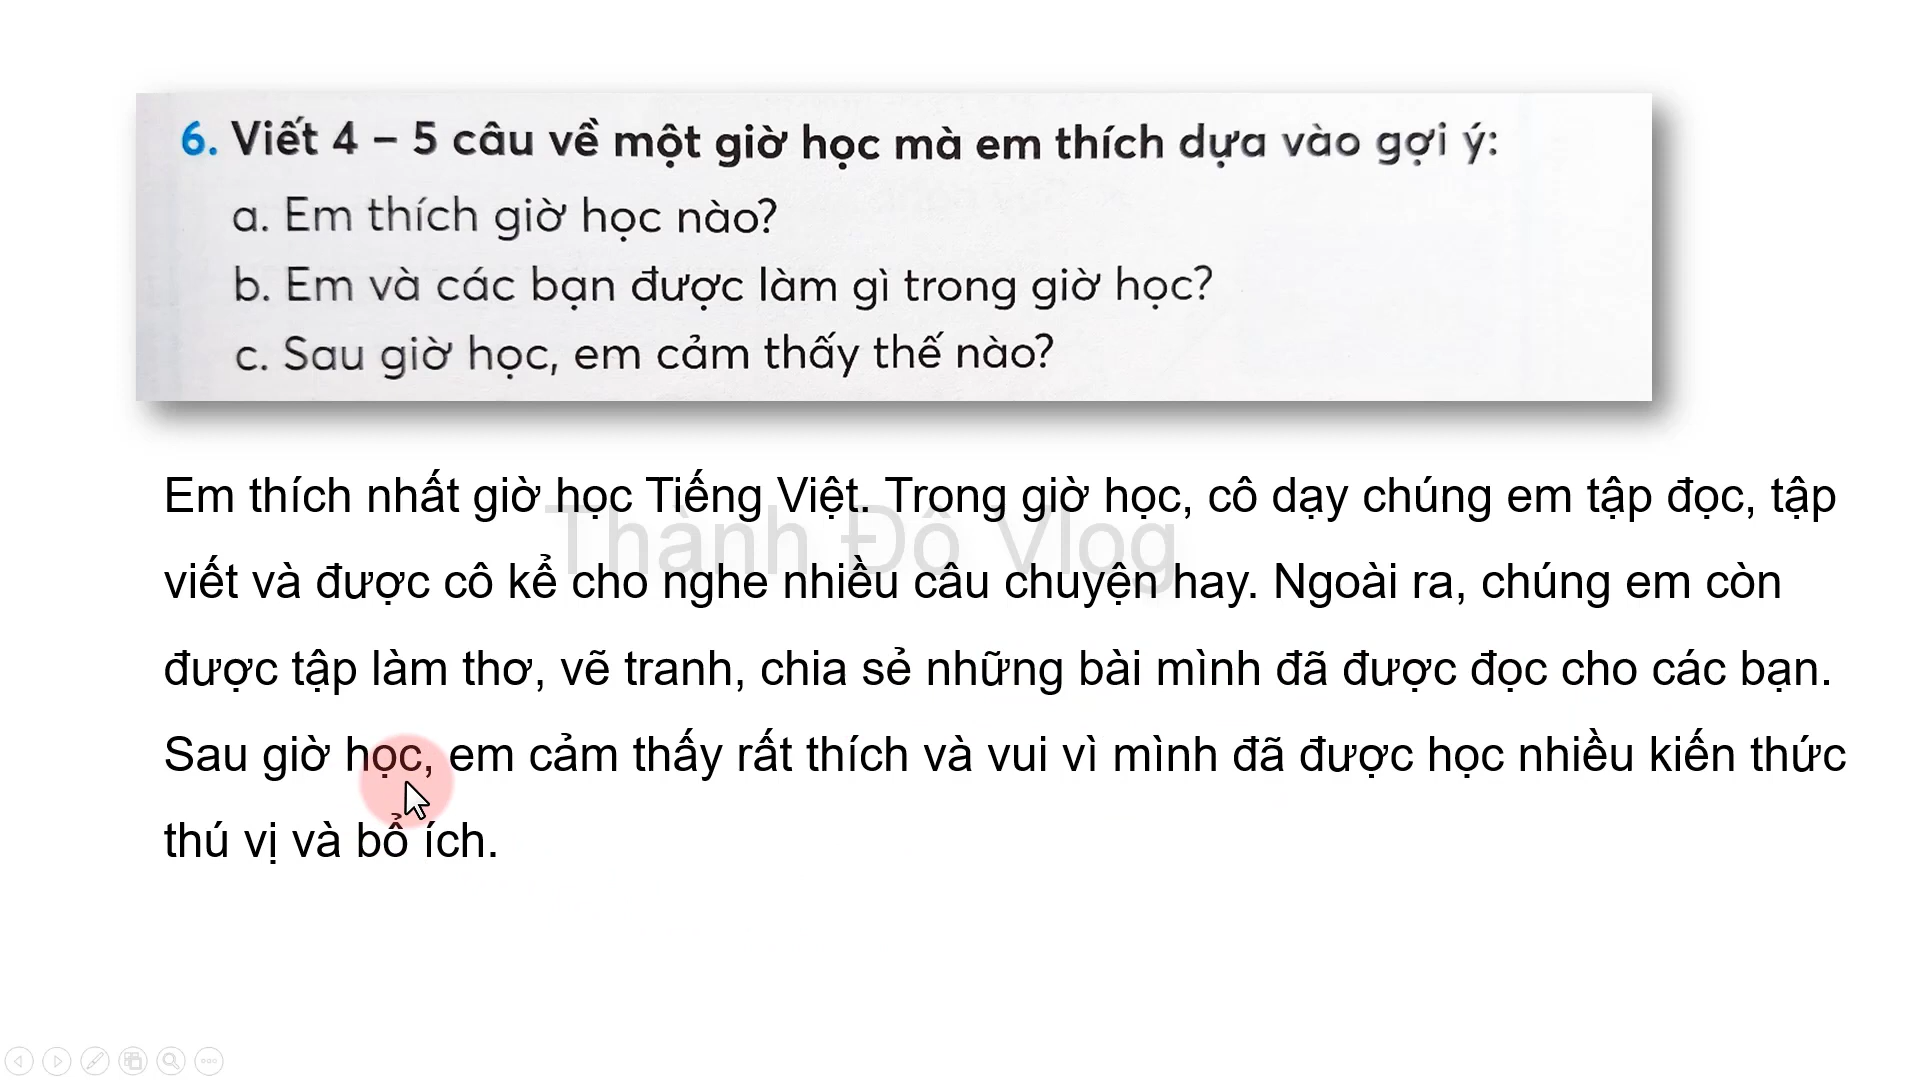 6. Viết 4 – 5 câu về một giờ học mà em thích dựa vào gợi ý:
a. Em thích giờ học nào?
b. Em và các bạn được làm gì trong giờ học?
c. Sau giờ học, em cảm thấy thế nào?
Em thích nhất giờ học Tiếng Việt. Trong giờ học, cô dạy chúng em tập đọc, tập
Thành Đô Vlog
viết và được cô kể cho nghe nhiều câu chuyện hay. Ngoài ra, chúng em còn
được tập làm thơ, vẽ tranh, chia sẻ những bài mình đã được đọc cho các bạn.
Sau giờ học, em cảm thấy rất thích và vui vì mình đã được học nhiều kiến thức
thú vị và bổ ích.